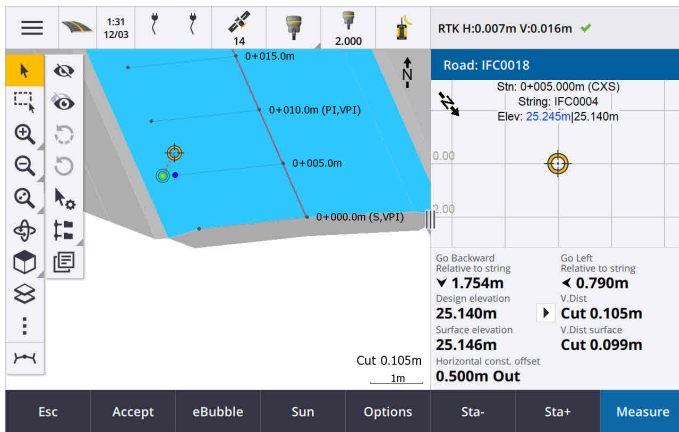 1:31
12/03
14
2.000
RTK H:0.007m V:0.016m
Road: IFC0018
0+015.0m
0+010.0m (PI,VPI)
0+005.0m
0+000.0m (S,VPI)
N
Cut 0.105m
1m
Stn: 0+005.000m (CXS)
String: IFC0004
Elev: 25.245m|25.140m
0.00
2.00
Go Backward
Relative to string
1.754m
Go Left
Relative to string
0.790m
Design elevation
25.140m
V.Dist
Cut 0.105m
Surface elevation
25.146m
V.Dist surface
Cut 0.099m
Horizontal const. offset
0.500m Out
Esc
Accept
eBubble
Sun
Options
Sta-
Sta+
Measure